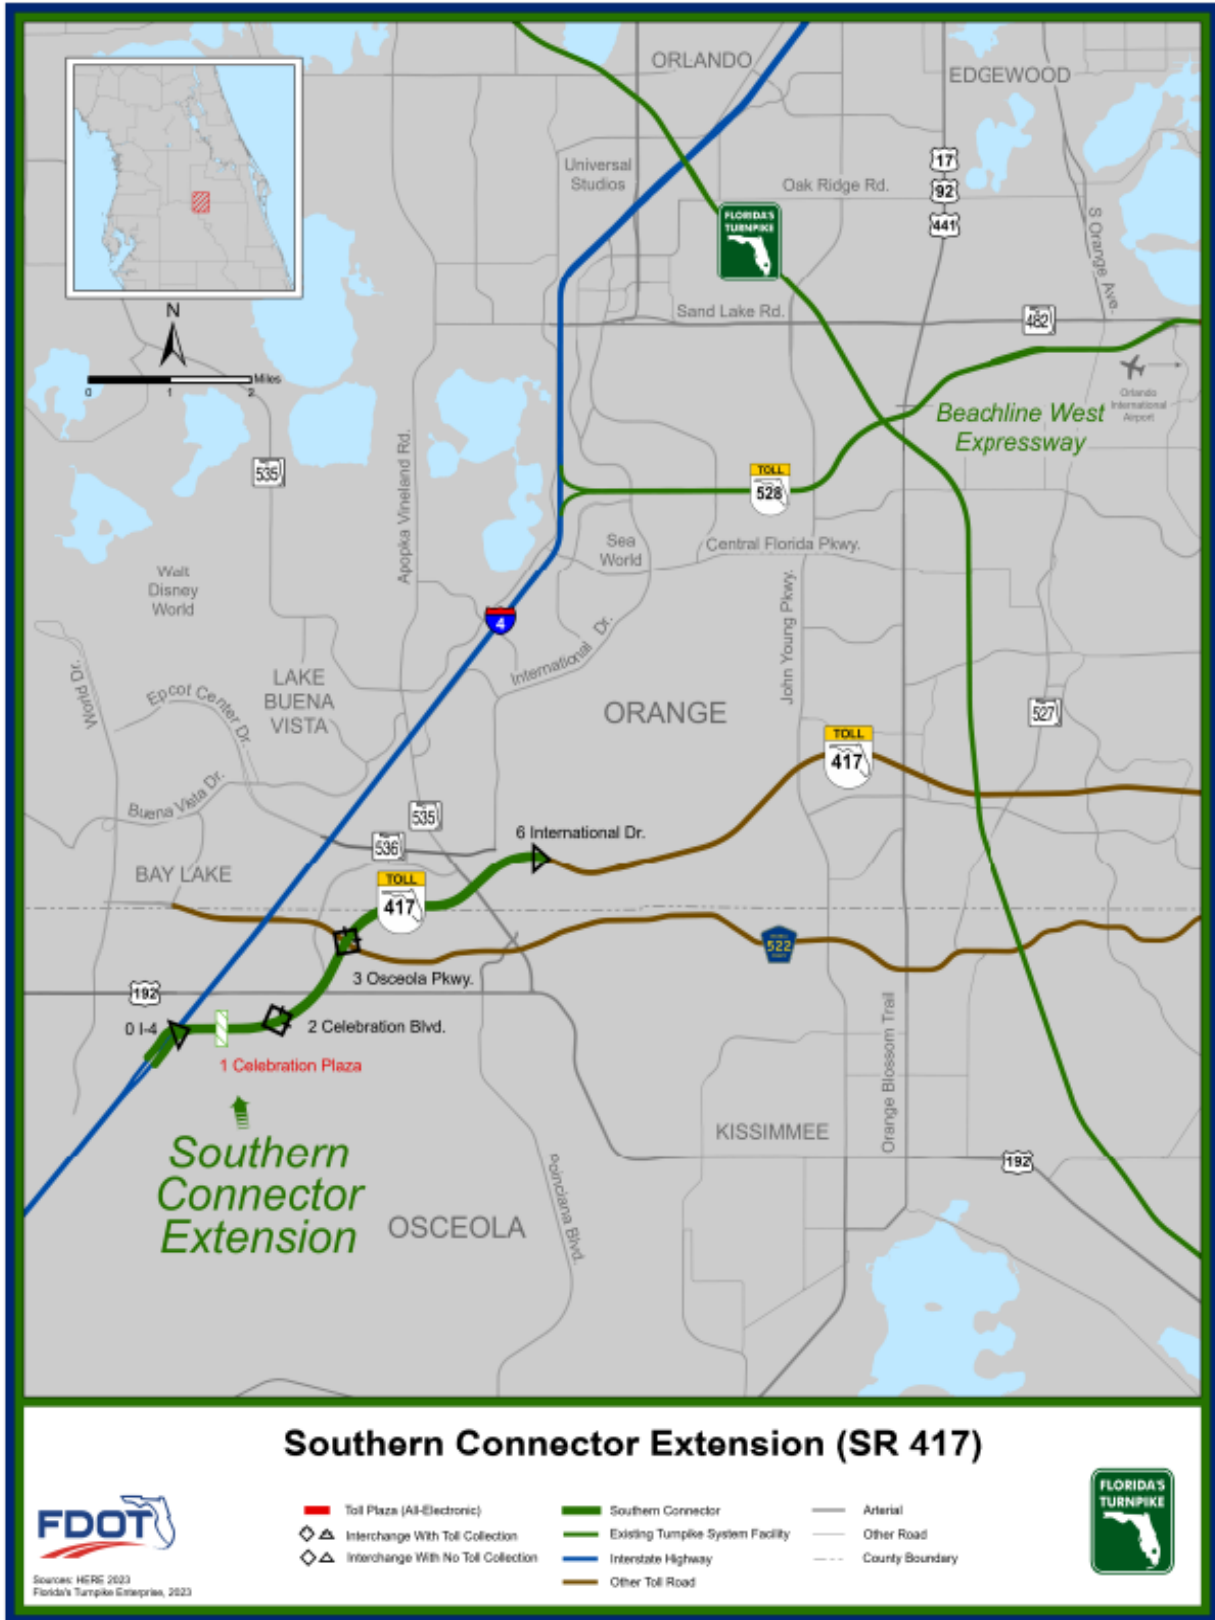 ORLANDO
EDGEWOOD
Universal
Studios
Oak Ridge Rd.
17
92
441
S Orange Ave.
FLORIDA'S
TURNPIKE
Sand Lake Rd.
482
N
Miles
0 1 2
Orlando
International
Airport
Beachline West
Expressway
535
Apopka Vineland Rd.
TOLL
528
Sea
World
Central Florida Pkwy.
Walt
Disney
World
4
International Dr.
John Young Pkwy.
World Dr.
Epcot Center Dr.
LAKE
BUENA
VISTA
ORANGE
527
TOLL
417
Buena Vista Dr.
535
536
6 International Dr.
BAY LAKE
TOLL
417
522
3 Osceola Pkwy.
192
0 I-4
2 Celebration Blvd.
1 Celebration Plaza
Orange Blossom Trail
Southern
Connector
Extension
KISSIMMEE
192
Poinciana Blvd.
OSCEOLA
Southern Connector Extension (SR 417)
FDOT
Sources: HERE 2023
Florida's Turnpike Enterprise, 2023
Toll Plaza (All-Electronic)
Interchange With Toll Collection
Interchange With No Toll Collection
Southern Connector
Existing Turnpike System Facility
Interstate Highway
Other Toll Road
Arterial
Other Road
County Boundary
FLORIDA'S
TURNPIKE